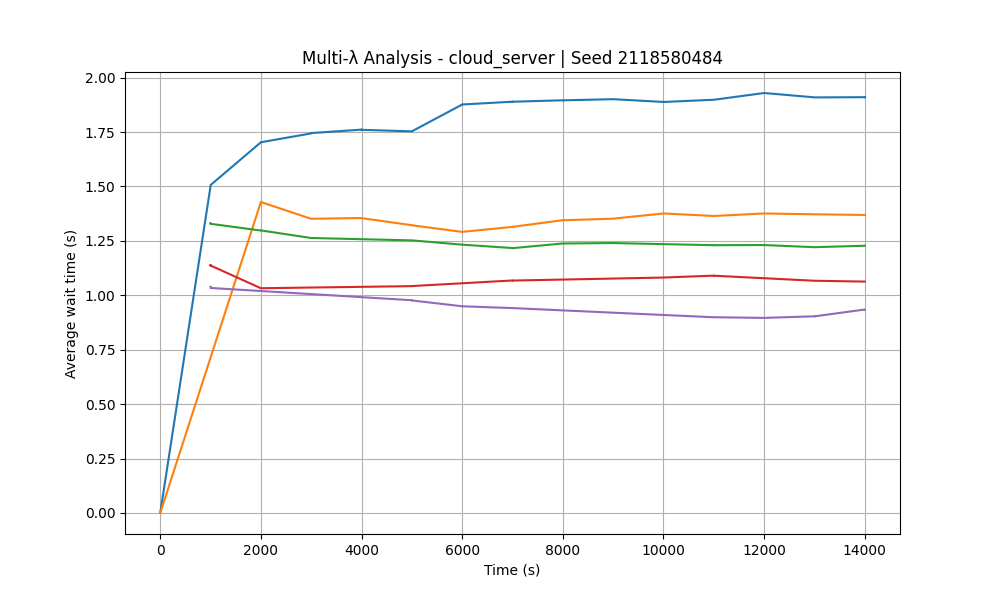 Multi-λ Analysis - cloud_server | Seed 2118580484
Average wait time (s)
2.00
1.75
1.50
1.25
1.00
0.75
0.50
0.25
0.00
0 2000 4000 6000 8000 10000 12000 14000
Time (s)